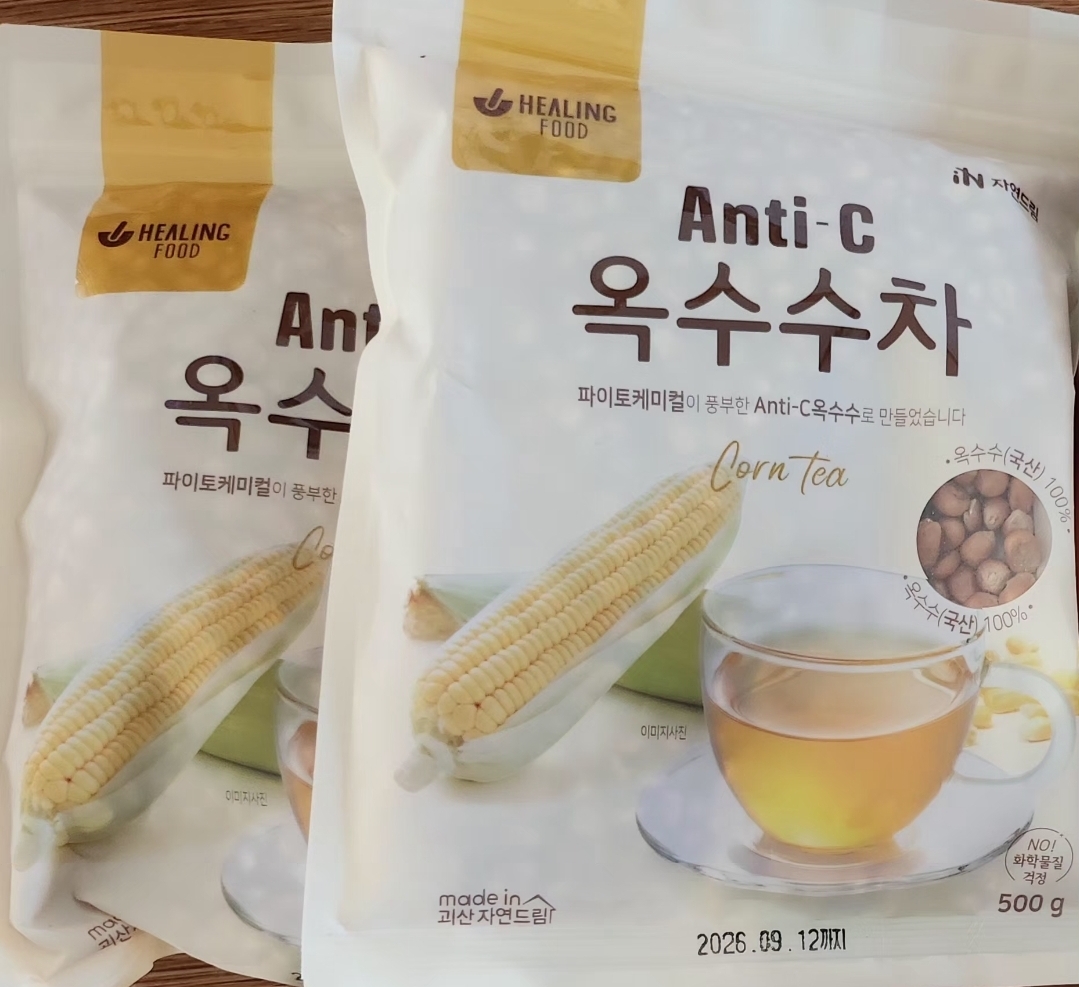 HEALING
FOOD
Ant
옥수
파이토케미컬이 풍부한
Co
이미지사진
HEALING
FOOD
iN 자연드림
Anti-C
옥수수차
파이토케미컬이 풍부한 Anti-C옥수수로 만들었습니다
Corn Tea
옥수수(국산) 100%
옥수수(국산) 100%
이미지사진
NO!
화학물질
걱정
500 g
made in
괴산 자연드림
2026.09.12까지